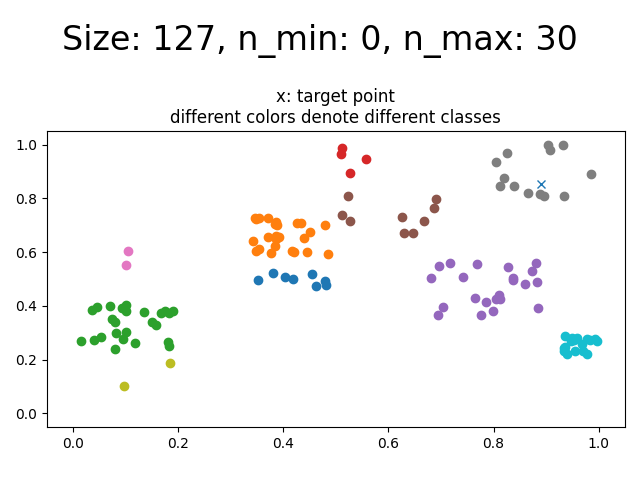 Size: 127, n_min: 0, n_max: 30
x: target point
different colors denote different classes
1.0
0.8
0.6
0.4
0.2
0.0
0.0 0.2 0.4 0.6 0.8 1.0